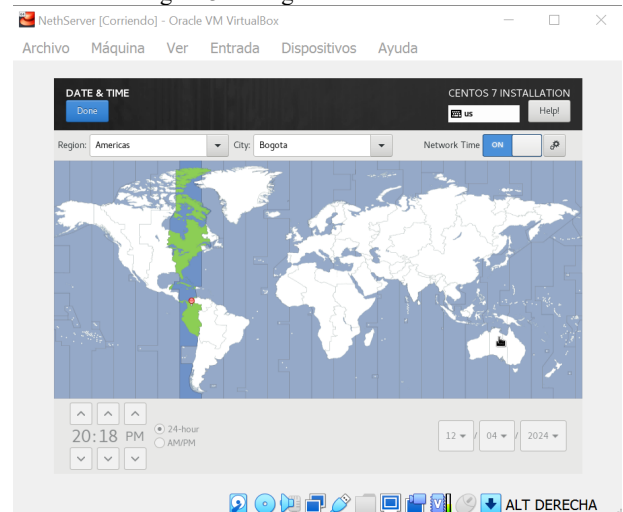 NethServer [Corriendo] - Oracle VM VirtualBox
Archivo Máquina Ver Entrada Dispositivos Ayuda
DATE & TIME CENTOS 7 INSTALLATION
Done us Help!
Region: Americas City: Bogota Network Time ON
20:18 PM 24-hour
AM/PM
12 / 04 / 2024
ALT DERECHA